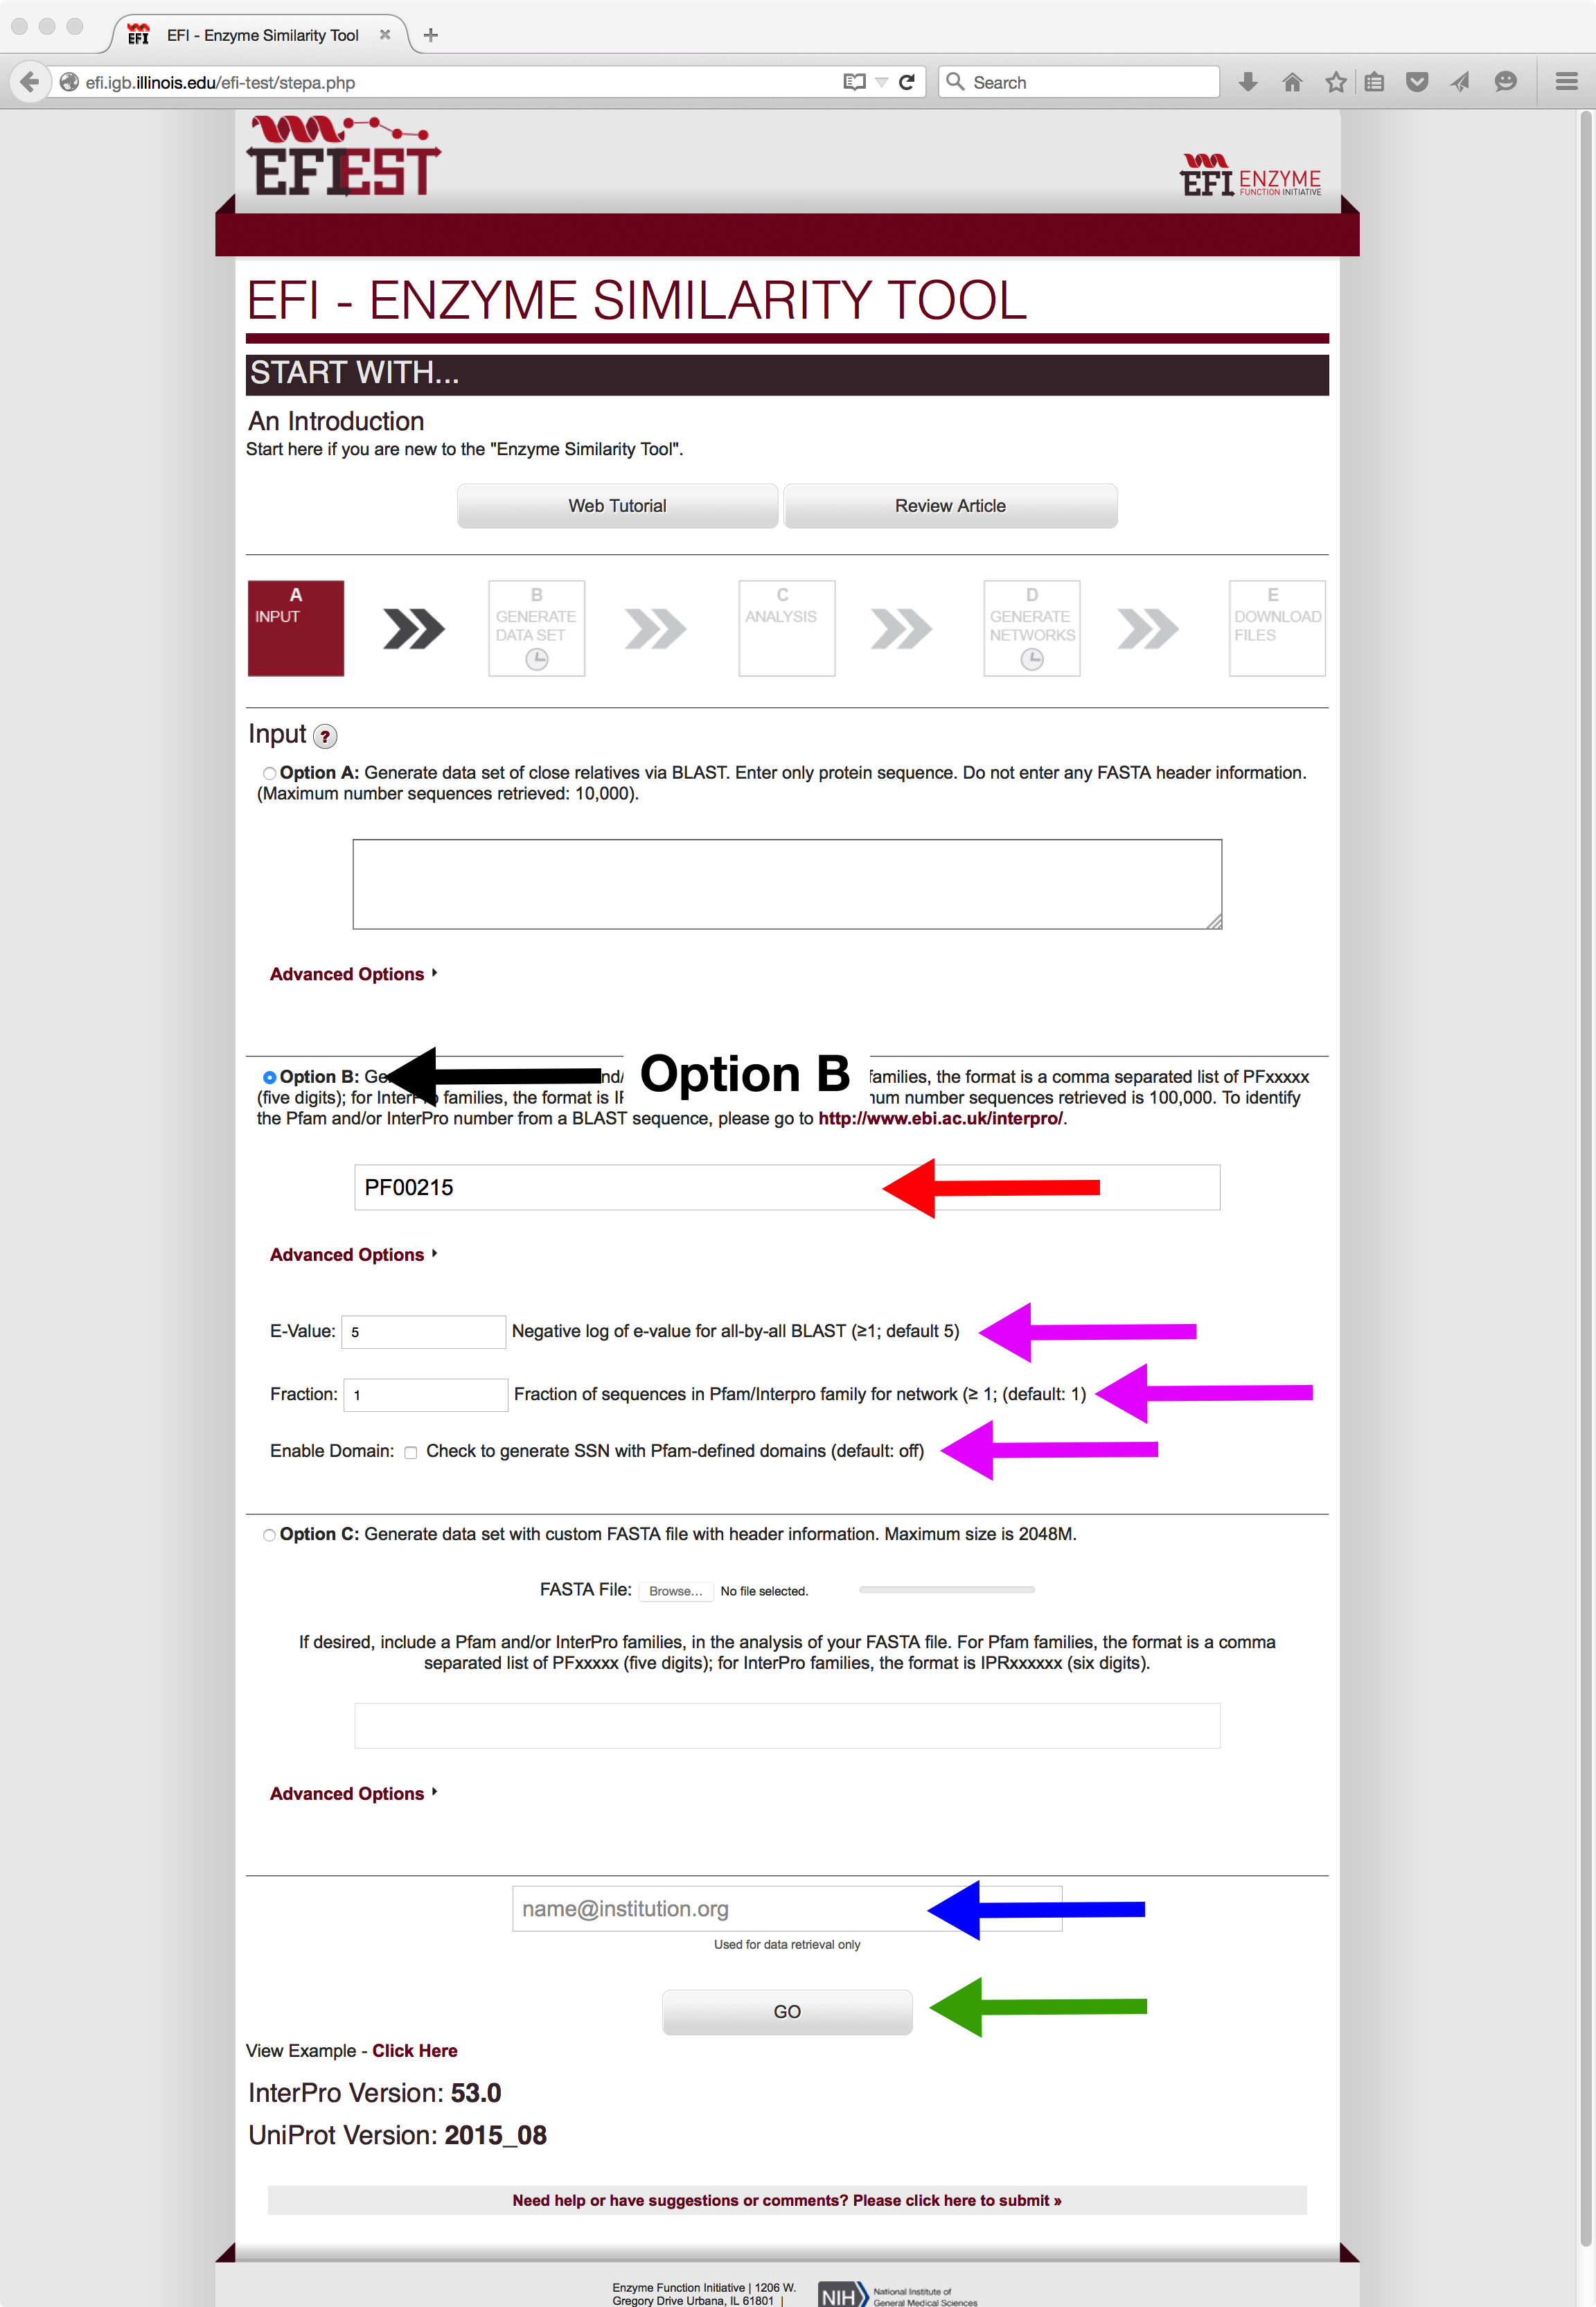 EFI - Enzyme Similarity Tool
efi.igb.illinois.edu/efi-test/stepa.php
Search
EFIEST
EFI ENZYME
FUNCTION INITIATIVE
EFI - ENZYME SIMILARITY TOOL
START WITH...
An Introduction
Start here if you are new to the "Enzyme Similarity Tool".
Web Tutorial Review Article
A
INPUT
B
GENERATE
DATA SET
C
ANALYSIS
D
GENERATE
NETWORKS
E
DOWNLOAD
FILES
Input ?
Option A: Generate data set of close relatives via BLAST. Enter only protein sequence. Do not enter any FASTA header information.
(Maximum number sequences retrieved: 10,000).
Advanced Options
Option B
Option B: Ge nd/ families, the format is a comma separated list of PFxxxxx
(five digits); for InterPro families, the format is IP num number sequences retrieved is 100,000. To identify
the Pfam and/or InterPro number from a BLAST sequence, please go to http://www.ebi.ac.uk/interpro/.
PF00215
Advanced Options
E-Value: 5 Negative log of e-value for all-by-all BLAST (≥1; default 5)
Fraction: 1 Fraction of sequences in Pfam/Interpro family for network (≥ 1; (default: 1)
Enable Domain: Check to generate SSN with Pfam-defined domains (default: off)
Option C: Generate data set with custom FASTA file with header information. Maximum size is 2048M.
FASTA File: Browse... No file selected.
If desired, include a Pfam and/or InterPro families, in the analysis of your FASTA file. For Pfam families, the format is a comma
separated list of PFxxxxx (five digits); for InterPro families, the format is IPRxxxxxx (six digits).
Advanced Options
name@institution.org
Used for data retrieval only
GO
View Example - Click Here
InterPro Version: 53.0
UniProt Version: 2015_08
Need help or have suggestions or comments? Please click here to submit »
Enzyme Function Initiative | 1206 W.
Gregory Drive Urbana, IL 61801 |
NIH National Institute of
General Medical Sciences